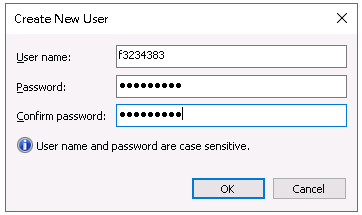 Create New User
User name: f3234383
Password: ●●●●●●●●●
Confirm password: ●●●●●●●●●
User name and password are case sensitive.
OK Cancel